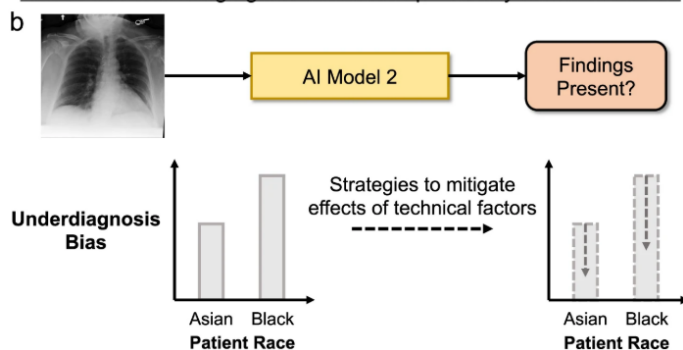 b
AI Model 2
Findings
Present?
Underdiagnosis
Bias
Strategies to mitigate
effects of technical factors
Asian Black
Patient Race
Asian Black
Patient Race